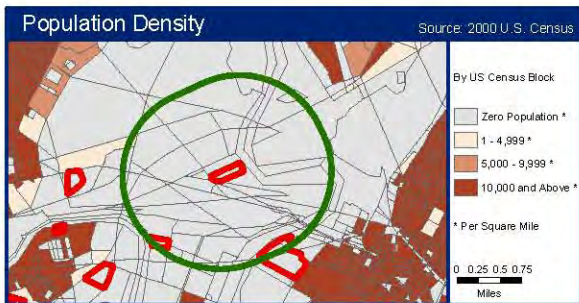 Population Density
Source: 2000 U.S. Census
By US Census Block
Zero Population *
1 - 4,999 *
5,000 - 9,999 *
10,000 and Above *
* Per Square Mile
0 0.25 0.5 0.75
Miles